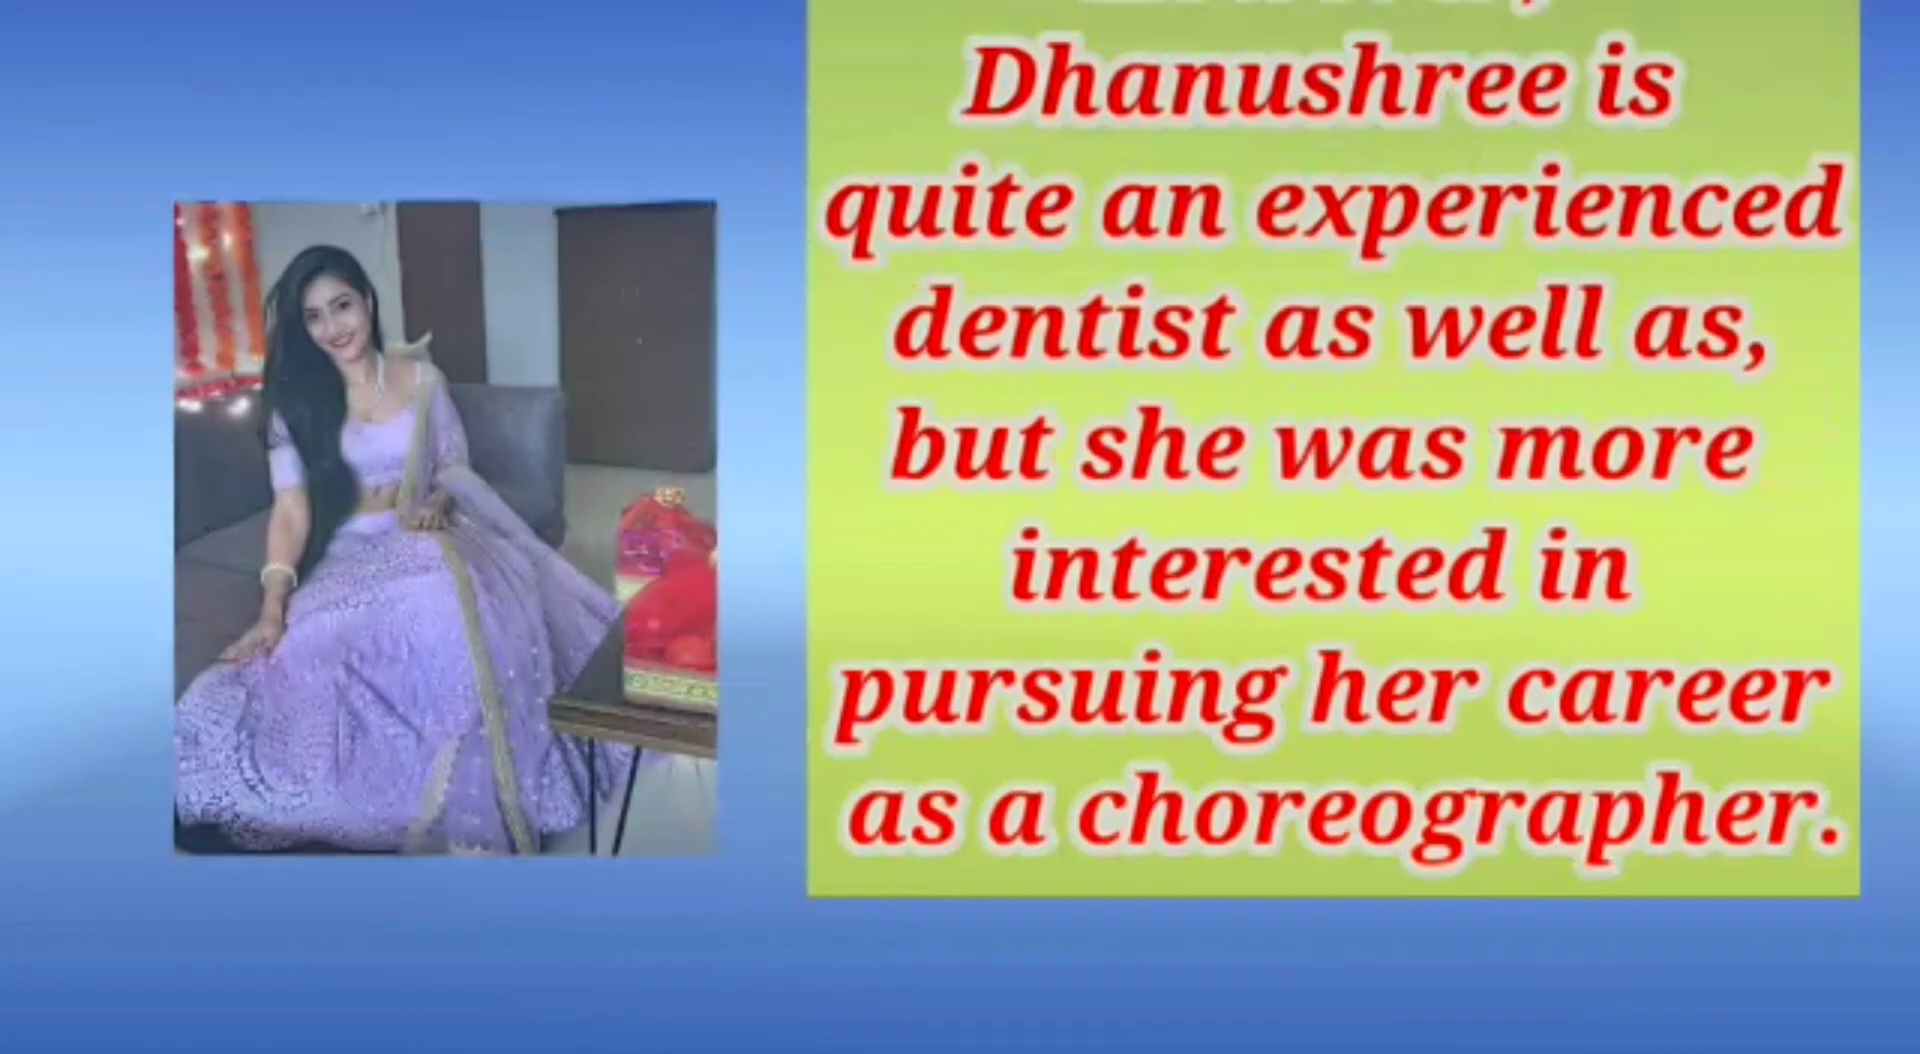 Dhanushree is
quite an experienced
dentist as well as,
but she was more
interested in
pursuing her career
as a choreographer.